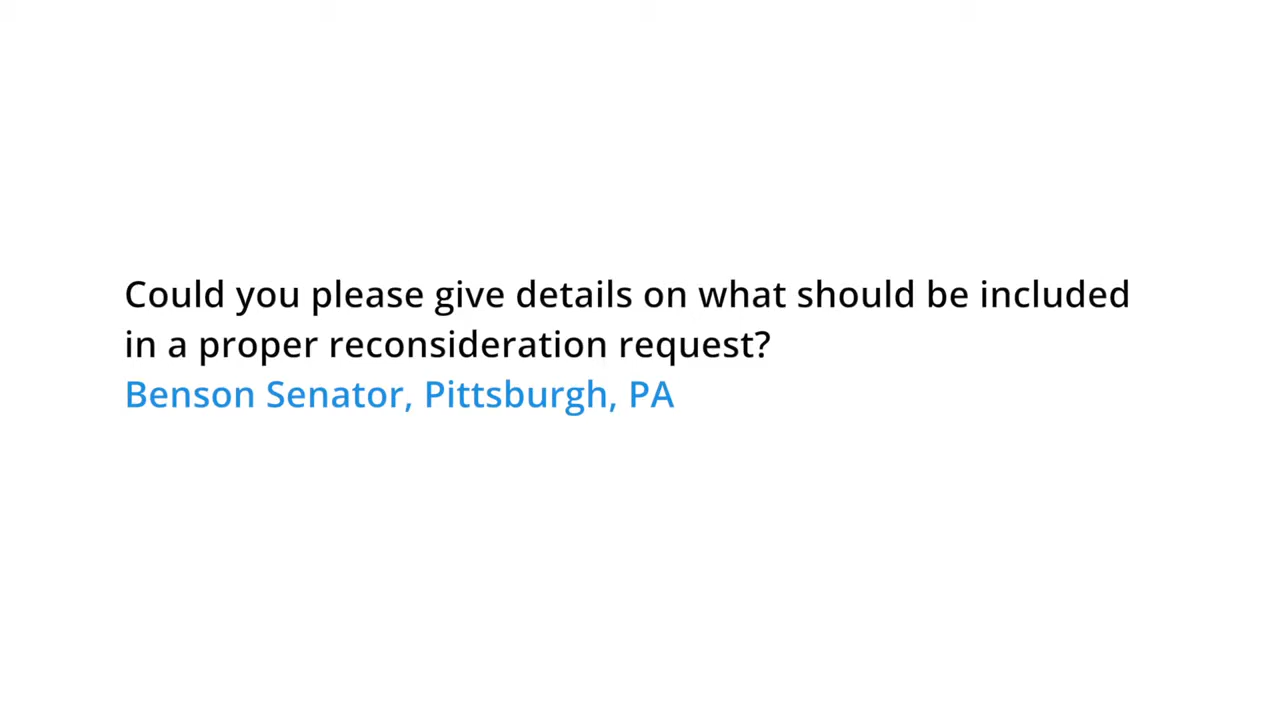 Could you please give details on what should be included
in a proper reconsideration request?
Benson Senator, Pittsburgh, PA